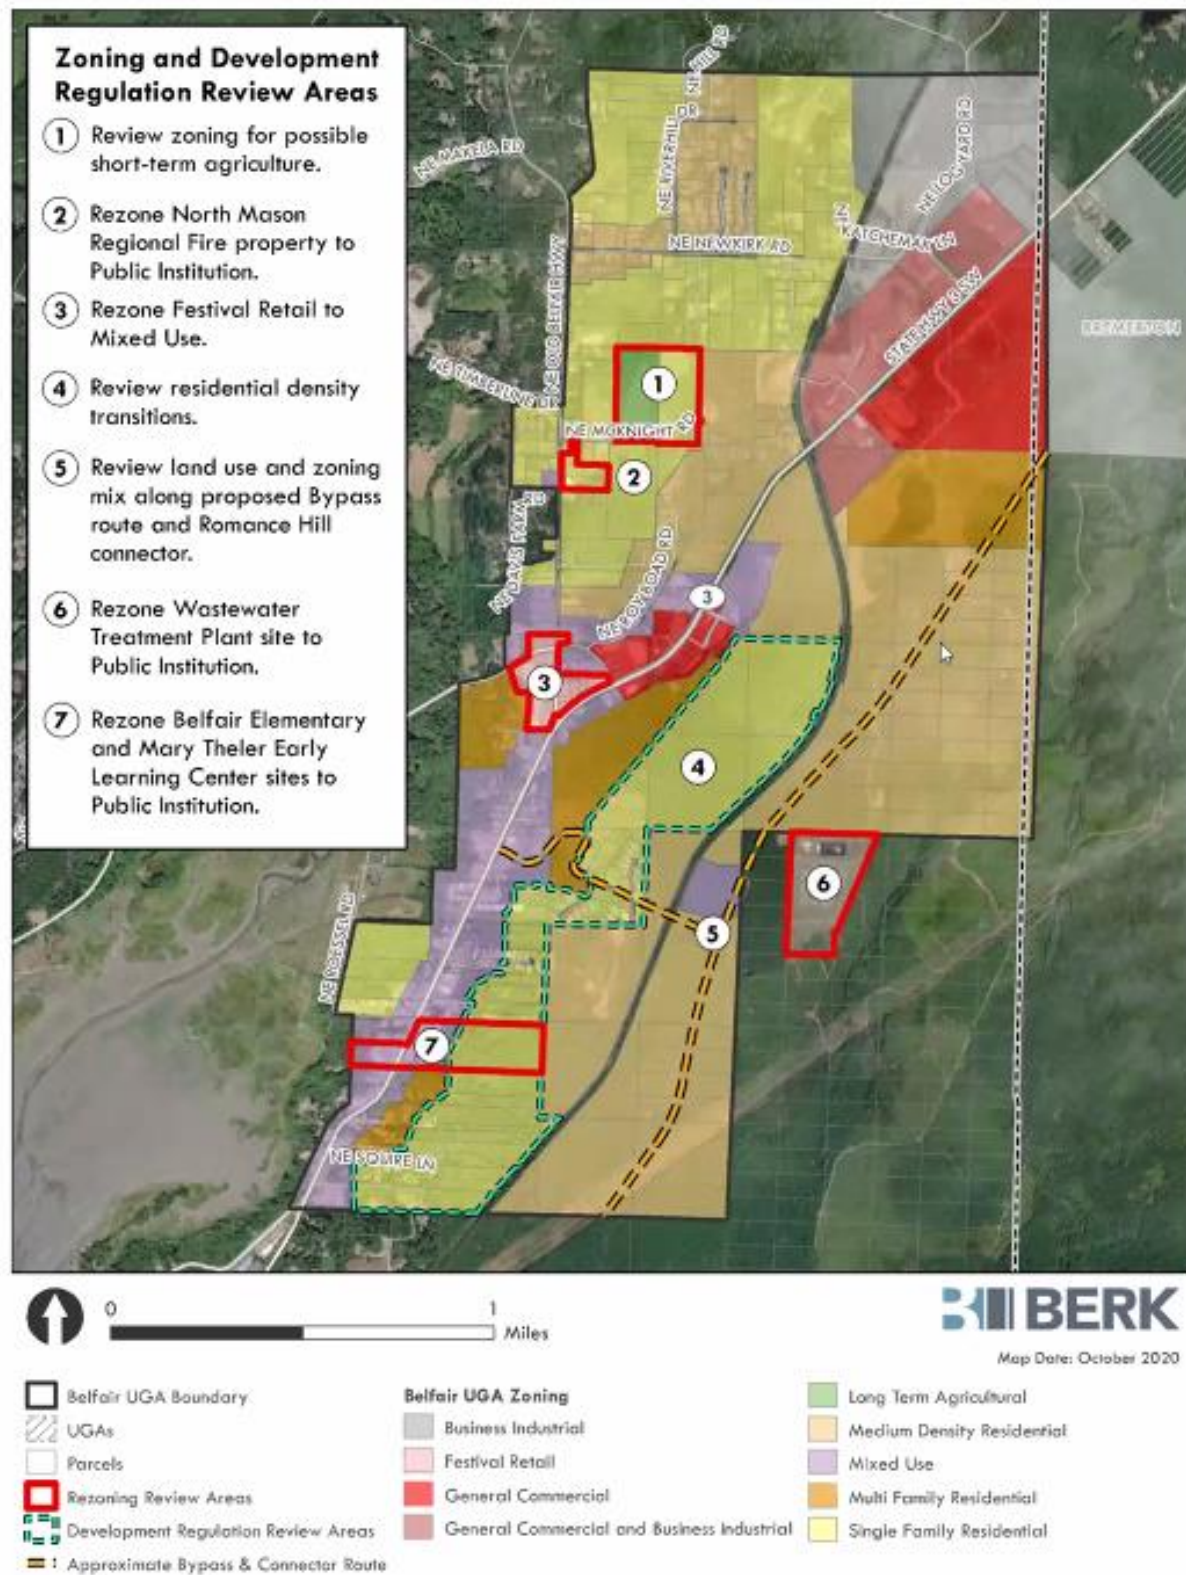 Zoning and Development
Regulation Review Areas
1 Review zoning for possible
short-term agriculture.
2 Rezone North Mason
Regional Fire property to
Public Institution.
3 Rezone Festival Retail to
Mixed Use.
4 Review residential density
transitions.
5 Review land use and zoning
mix along proposed Bypass
route and Romance Hill
connector.
6 Rezone Wastewater
Treatment Plant site to
Public Institution.
7 Rezone Belfair Elementary
and Mary Theler Early
Learning Center sites to
Public Institution.
NE HILL RD
NE RIVERHILL DR
NE MAKELA RD
NE LOG YARD RD
NE KATCHEMAK LN
NE NEWKIRK RD
NE OLD BELFAIR HWY
STATE HWY 3 SW
BREMERTON
NE TIMBERLINE DR
1
NE MCKNIGHT RD
2
NE DAVIS FARM RD
NE ROY BOAD RD
3
3
4
6
5
NE ROESSEL RD
7
NE SQUIRE LN
0 1
Miles
BERK
Map Date: October 2020
Belfair UGA Boundary
UGAs
Parcels
Rezoning Review Areas
Development Regulation Review Areas
Approximate Bypass & Connector Route
Belfair UGA Zoning
Business Industrial
Festival Retail
General Commercial
General Commercial and Business Industrial
Long Term Agricultural
Medium Density Residential
Mixed Use
Multi Family Residential
Single Family Residential